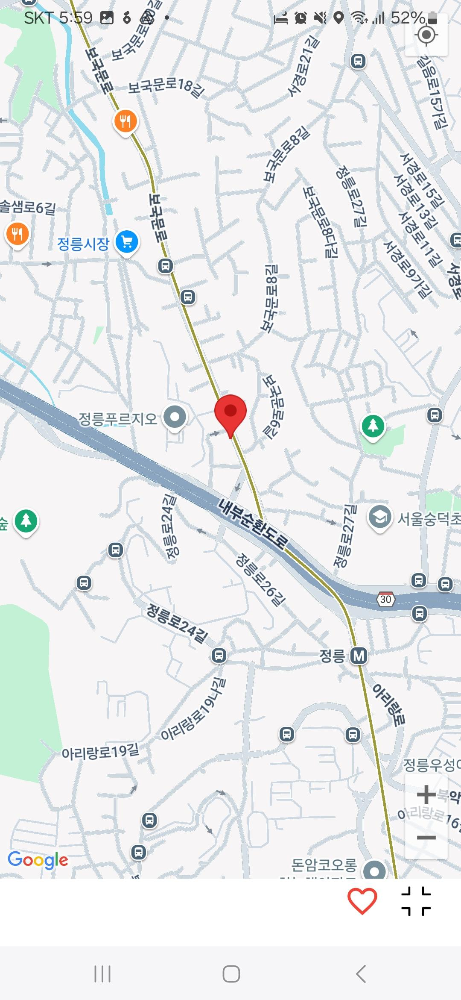 SKT 5:59
52%
보국문로
보국문로18길
서경로21길
길음로15가길
보국문로8길
정릉로27길
서경로15길
서경로13길
서경로11길
서경로9가길
보국문로8다길
솔샘로6길
보국문로
정릉시장
보국문로8길
서경로
보국문로6길
정릉푸르지오
내부순환도로
정릉로24길
정릉로27길
서울숭덕초
숲
정릉로26길
30
정릉로24길
정릉
M
아리랑로
아리랑로19나길
아리랑로19길
정릉우성아
북악
아리랑로16
Google
돈암코오롱